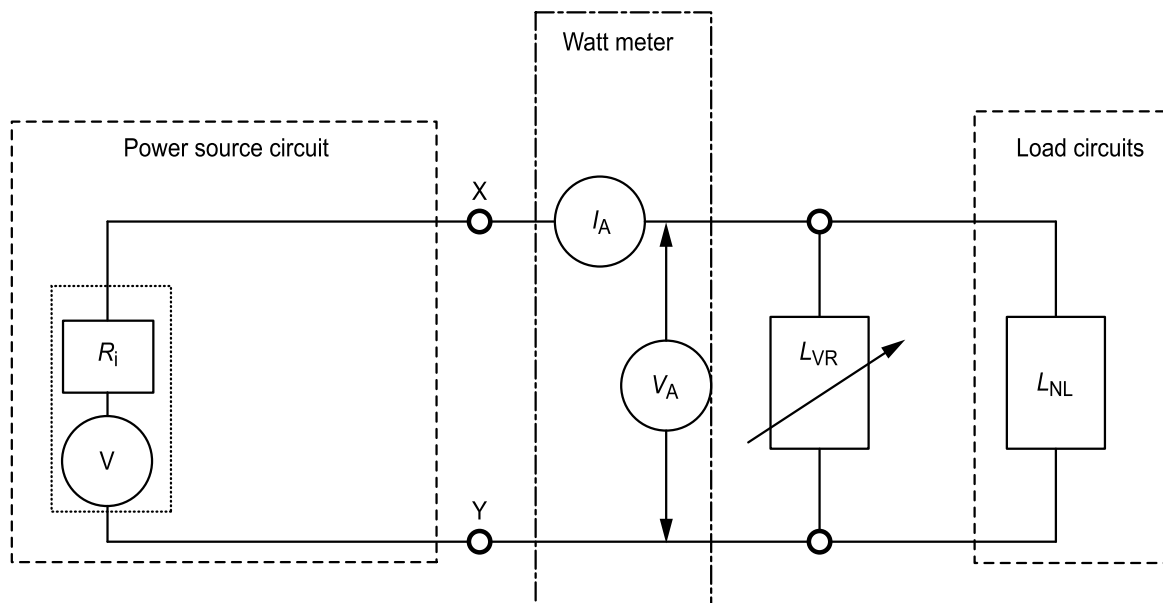 Watt meter
Power source circuit
Load circuits
X
I_A
R_i
L_VR
V_A
L_NL
V
Y